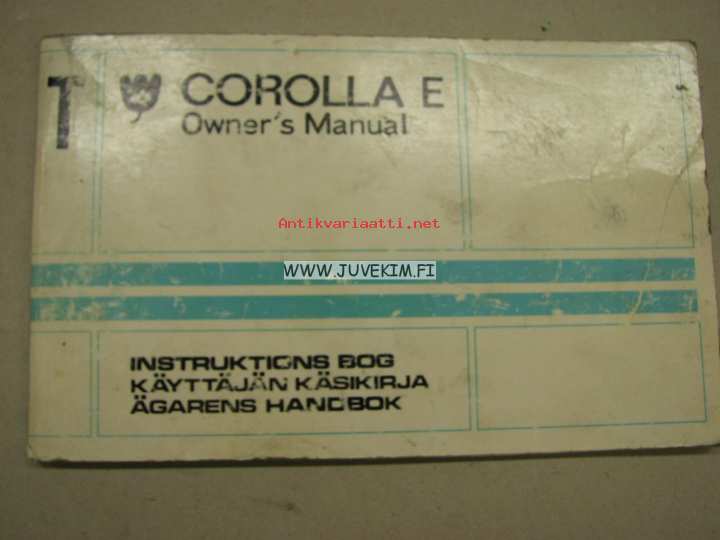 T COROLLA E
Owner's Manual
Antikvariaatti.net
WWW.JUVEKIM.FI
INSTRUKTIONS BOG
KÄYTTÄJÄN KÄSIKIRJA
ÄGARENS HANDBOK